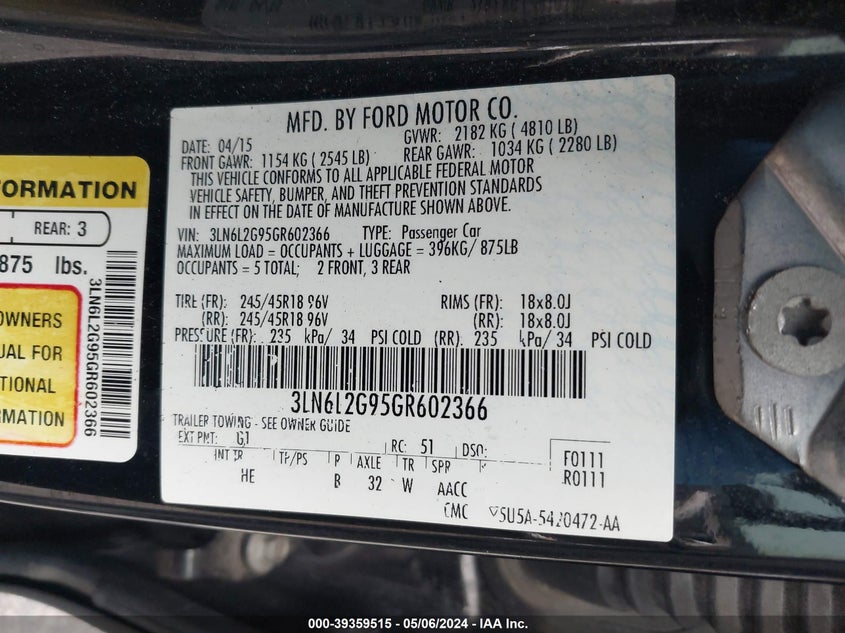 ORMATION
REAR: 3
875 lbs.
OWNERS
UAL FOR
TIONAL
ORMATION
3LN6L2G95GR602366
MFD. BY FORD MOTOR CO.
DATE: 04/15 GVWR: 2182 KG ( 4810 LB)
FRONT GAWR: 1154 KG ( 2545 LB) REAR GAWR: 1034 KG ( 2280 LB)
THIS VEHICLE CONFORMS TO ALL APPLICABLE FEDERAL MOTOR
VEHICLE SAFETY, BUMPER, AND THEFT PREVENTION STANDARDS
IN EFFECT ON THE DATE OF MANUFACTURE SHOWN ABOVE.
VIN: 3LN6L2G95GR602366 TYPE: Passenger Car
MAXIMUM LOAD = OCCUPANTS + LUGGAGE = 396KG/ 875LB
OCCUPANTS = 5 TOTAL; 2 FRONT, 3 REAR
TIRE (FR): 245/45R18 96V RIMS (FR): 18x8.0J
(RR): 245/45R18 96V (RR): 18x8.0J
PRESSURE (FR): 235 kPa/ 34 PSI COLD (RR): 235 kPa/ 34 PSI COLD
3LN6L2G95GR602366
TRAILER TOWING - SEE OWNER GUIDE
EXT PNT: G1 RC: 51 DSO: F0111
INT TR TP/PS R AXLE TR SPR R0111
HE B 32 W AACC
CMC SU5A-5420472-AA
000-39359515 - 05/06/2024 - IAA Inc.